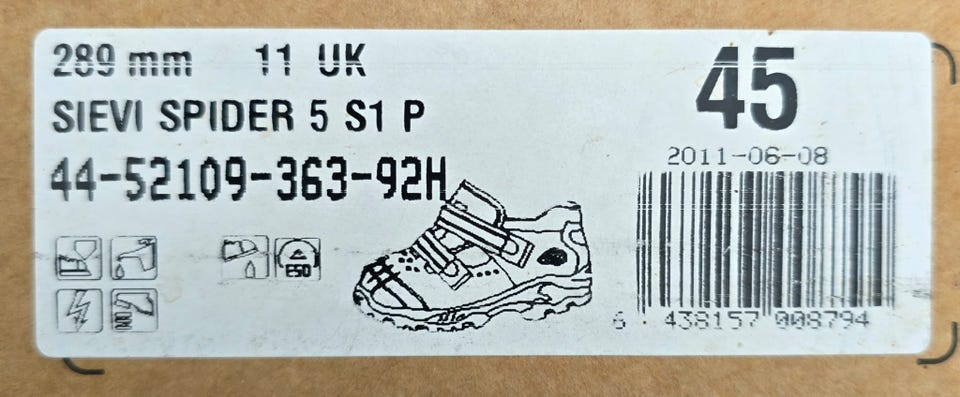 289 mm 11 UK
SIEVI SPIDER 5 S1 P
44-52109-363-92H
ESD
45
2011-06-08
6 438157 008794